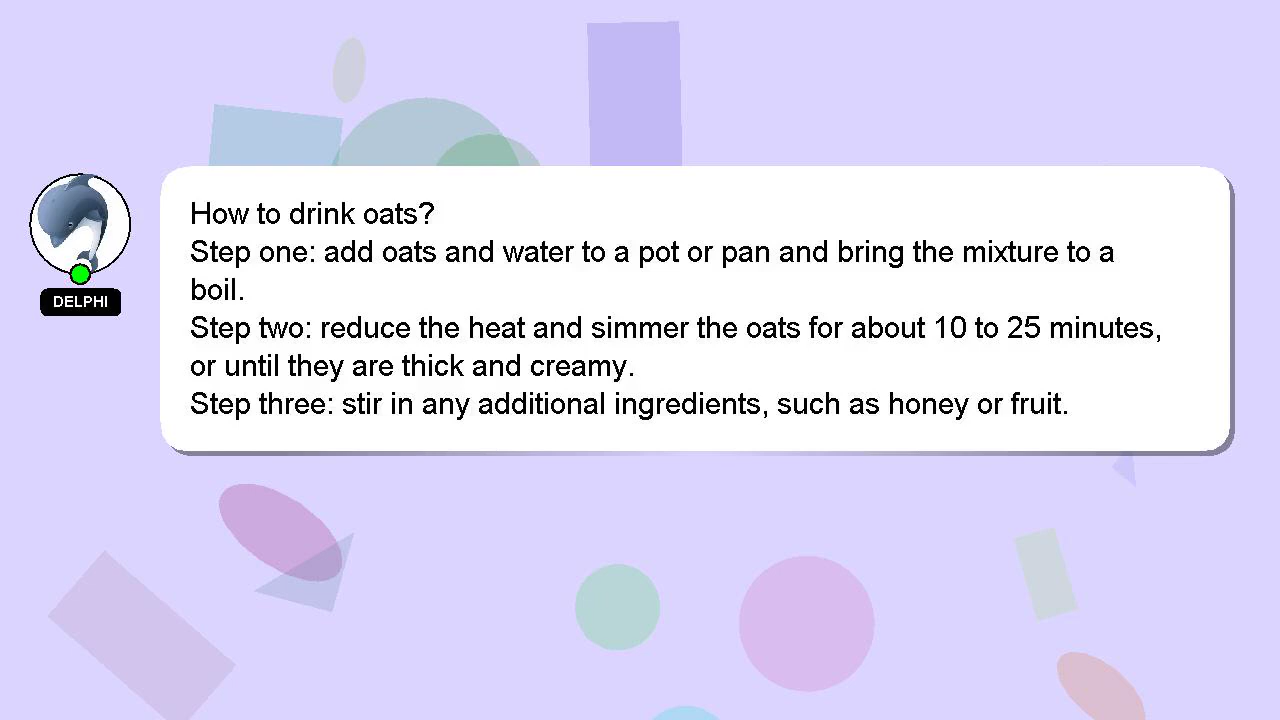 How to drink oats?
Step one: add oats and water to a pot or pan and bring the mixture to a
boil.
Step two: reduce the heat and simmer the oats for about 10 to 25 minutes,
or until they are thick and creamy.
Step three: stir in any additional ingredients, such as honey or fruit.
DELPHI